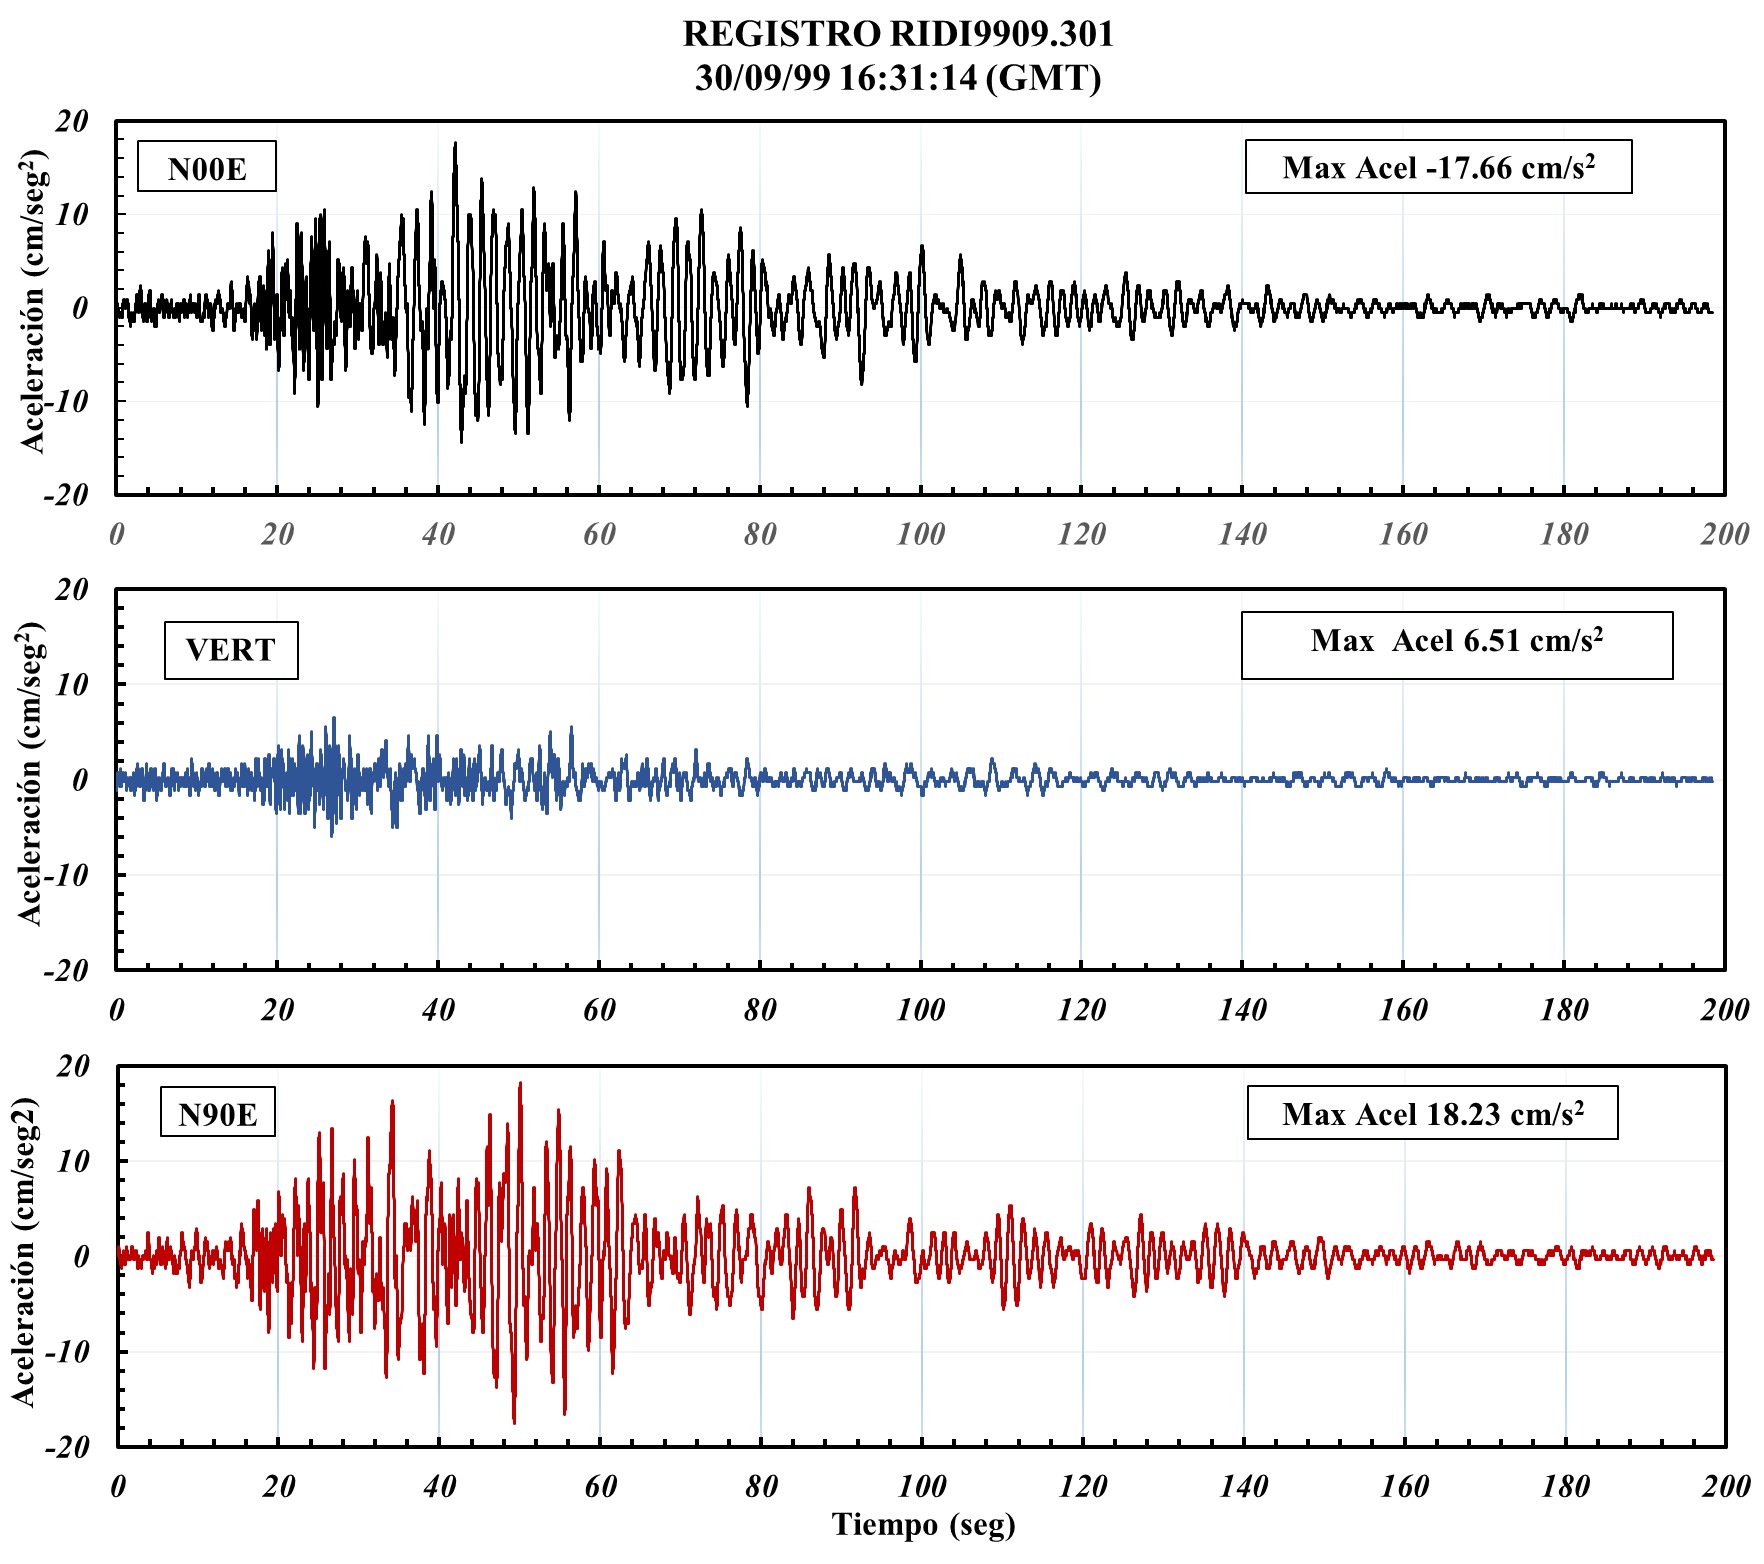 REGISTRO RIDI9909.301
30/09/99 16:31:14 (GMT)
Aceleración (cm/seg²)
20
10
0
-10
-20
N00E
Max Acel -17.66 cm/s²
0 20 40 60 80 100 120 140 160 180 200
Aceleración (cm/seg²)
20
10
0
-10
-20
VERT
Max Acel 6.51 cm/s²
0 20 40 60 80 100 120 140 160 180 200
Aceleración (cm/seg2)
20
10
0
-10
-20
N90E
Max Acel 18.23 cm/s²
0 20 40 60 80 100 120 140 160 180 200
Tiempo (seg)